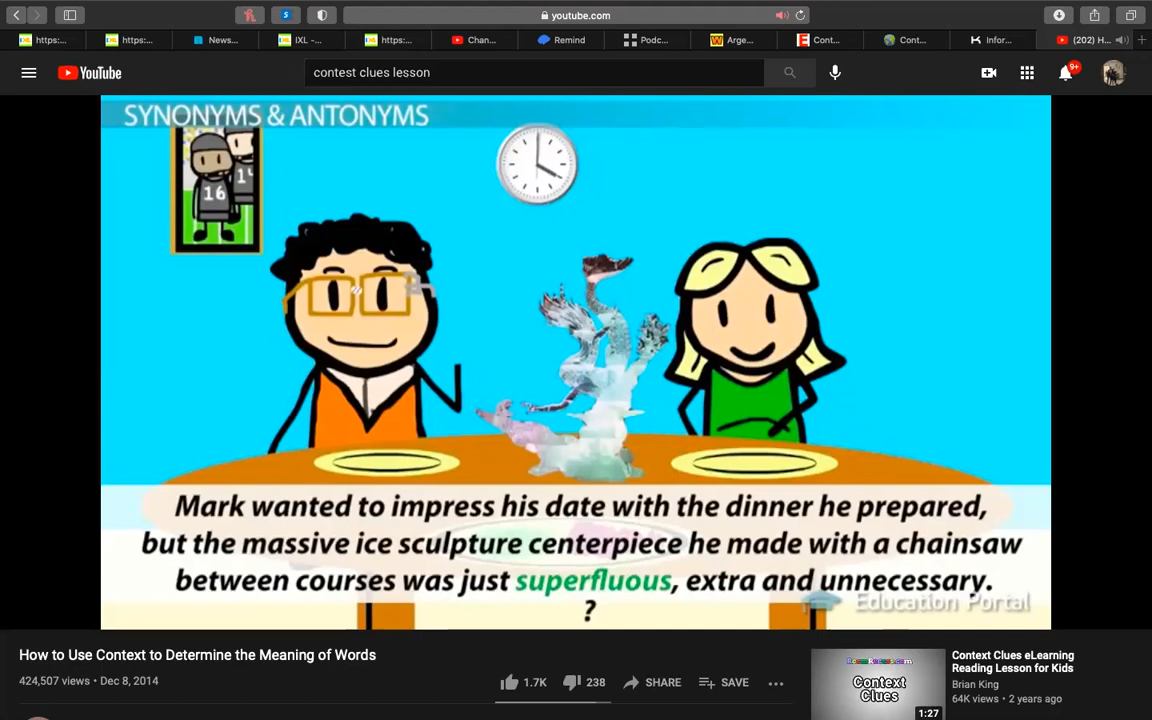 youtube.com
https:...
https:...
News...
IXL -...
https:...
Chan...
Remind
Podc...
Arge...
Cont...
Cont...
Infor...
(202) H...
YouTube
contest clues lesson
9+
SYNONYMS & ANTONYMS
16
1
Mark wanted to impress his date with the dinner he prepared,
but the massive ice sculpture centerpiece he made with a chainsaw
between courses was just superfluous, extra and unnecessary.
?
Education Portal
How to Use Context to Determine the Meaning of Words
424,507 views • Dec 8, 2014
1.7K
238
SHARE
SAVE
Context Clues
1:27
Context Clues eLearning
Reading Lesson for Kids
Brian King
64K views • 2 years ago